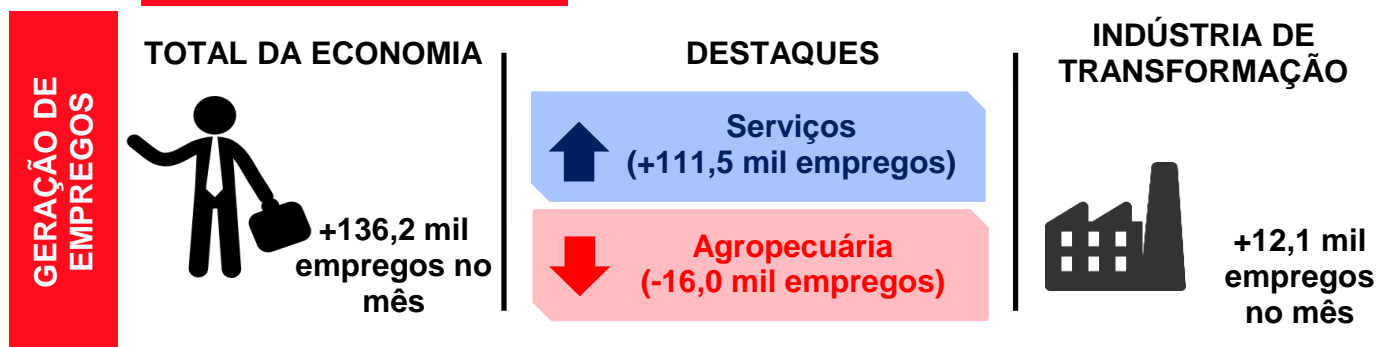 GERAÇÃO DE
EMPREGOS
TOTAL DA ECONOMIA
+136,2 mil
empregos no
mês
DESTAQUES
Serviços
(+111,5 mil empregos)
Agropecuária
(-16,0 mil empregos)
INDÚSTRIA DE
TRANSFORMAÇÃO
+12,1 mil
empregos
no mês